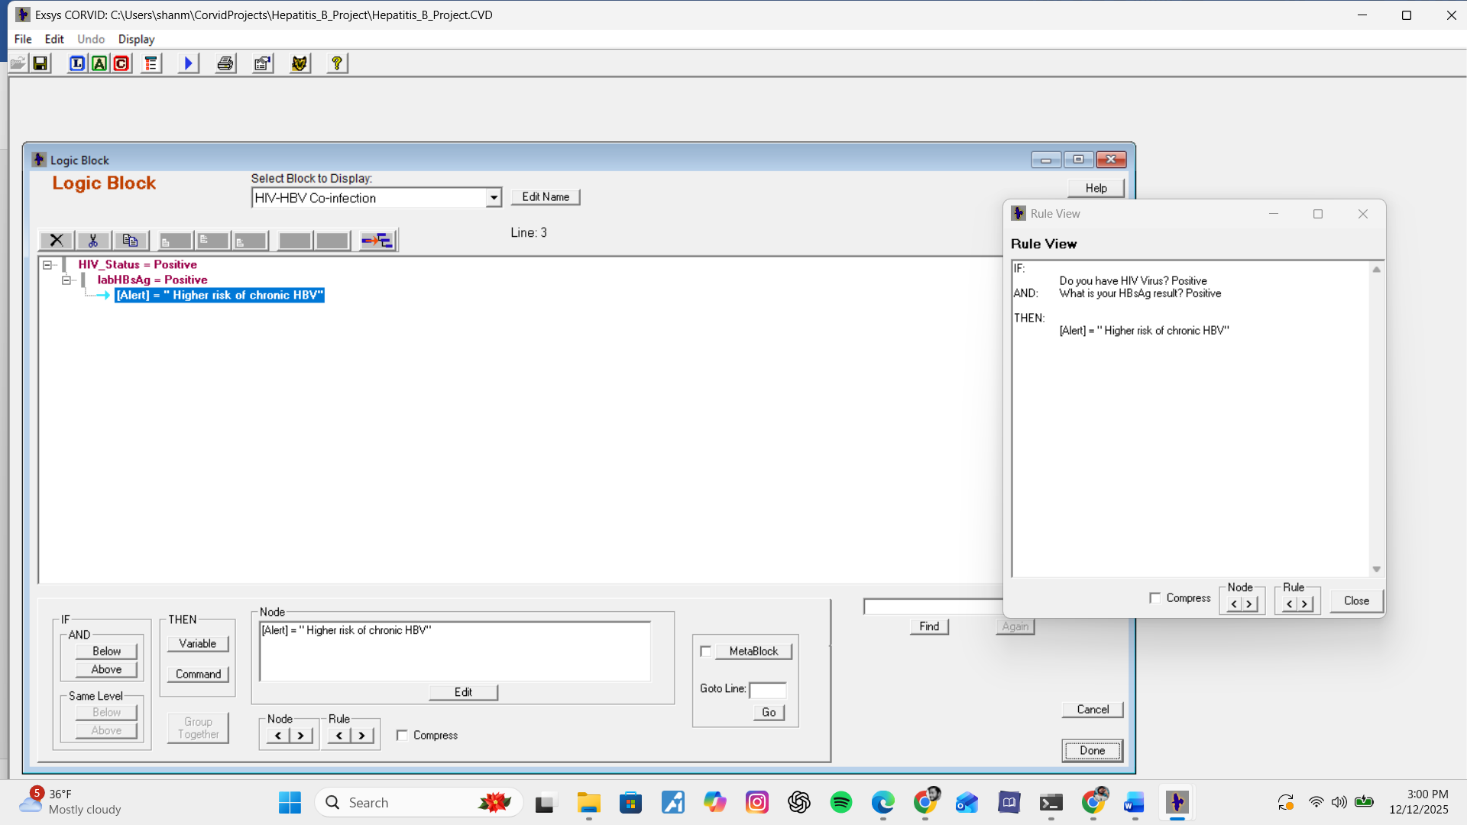 Exsys CORVID: C:\Users\shanm\CorvidProjects\Hepatitis_B_Project\Hepatitis_B_Project.CVD
File Edit Undo Display
L A C ?
Logic Block
Logic Block
Select Block to Display:
HIV-HBV Co-infection
Edit Name
Help
Line: 3
HIV_Status = Positive
labHBsAg = Positive
[Alert] = " Higher risk of chronic HBV"
Rule View
Rule View
IF:
Do you have HIV Virus? Positive
AND: What is your HBsAg result? Positive
THEN:
[Alert] = " Higher risk of chronic HBV"
Compress
Node
< >
Rule
< >
Close
IF
AND
Below
Above
Same Level
Below
Above
THEN
Variable
Command
Group
Together
Node
[Alert] = " Higher risk of chronic HBV"
Edit
Node
< >
Rule
< >
Compress
MetaBlock
Goto Line:
Go
Find
Again
Cancel
Done
5
36°F
Mostly cloudy
Search
3:00 PM
12/12/2025